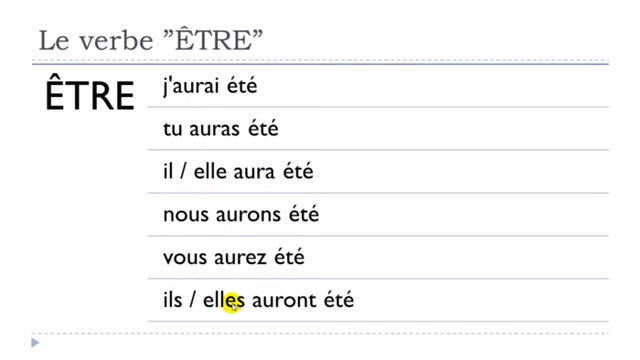 Le verbe ”ÊTRE”
ÊTRE
j'aurai été
tu auras été
il / elle aura été
nous aurons été
vous aurez été
ils / elles auront été